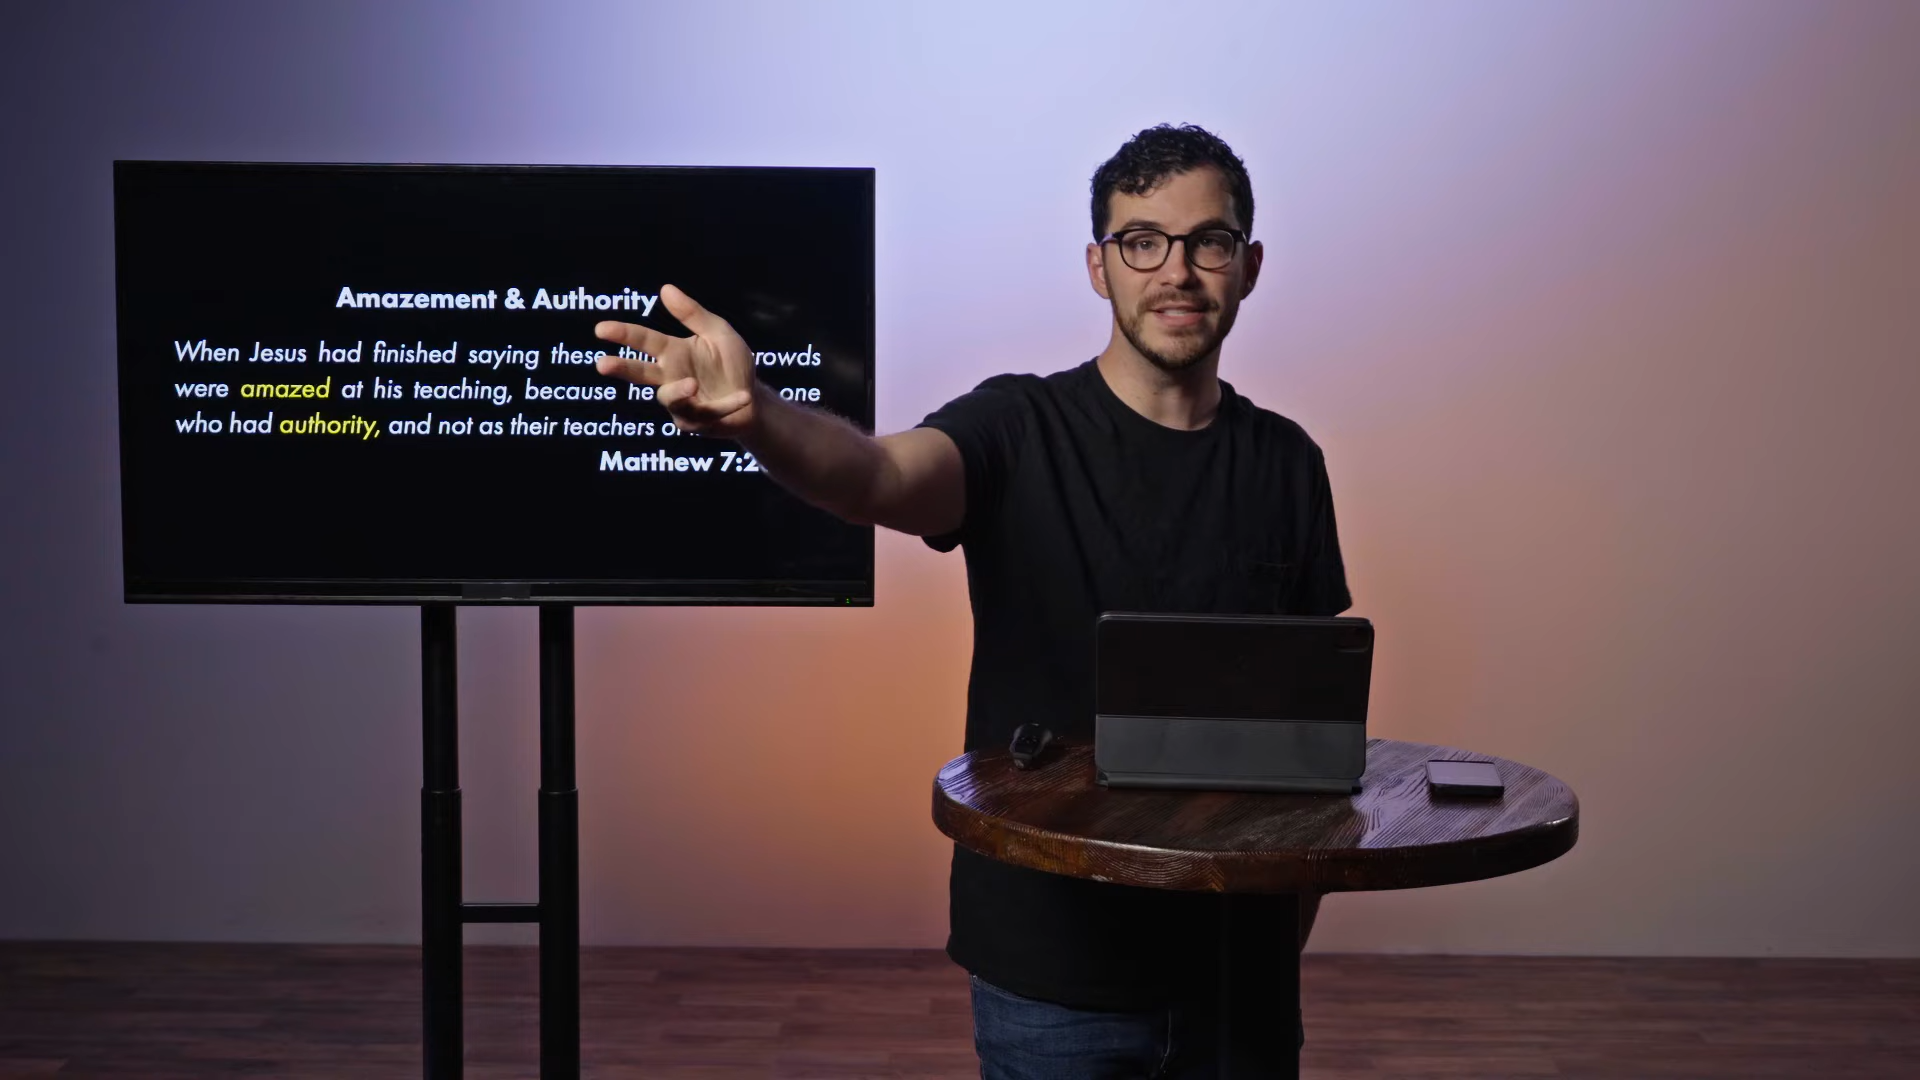 Amazement & Authority
When Jesus had finished saying these crowds
were amazed at his teaching, because he one
who had authority, and not as their teachers
Matthew 7:2